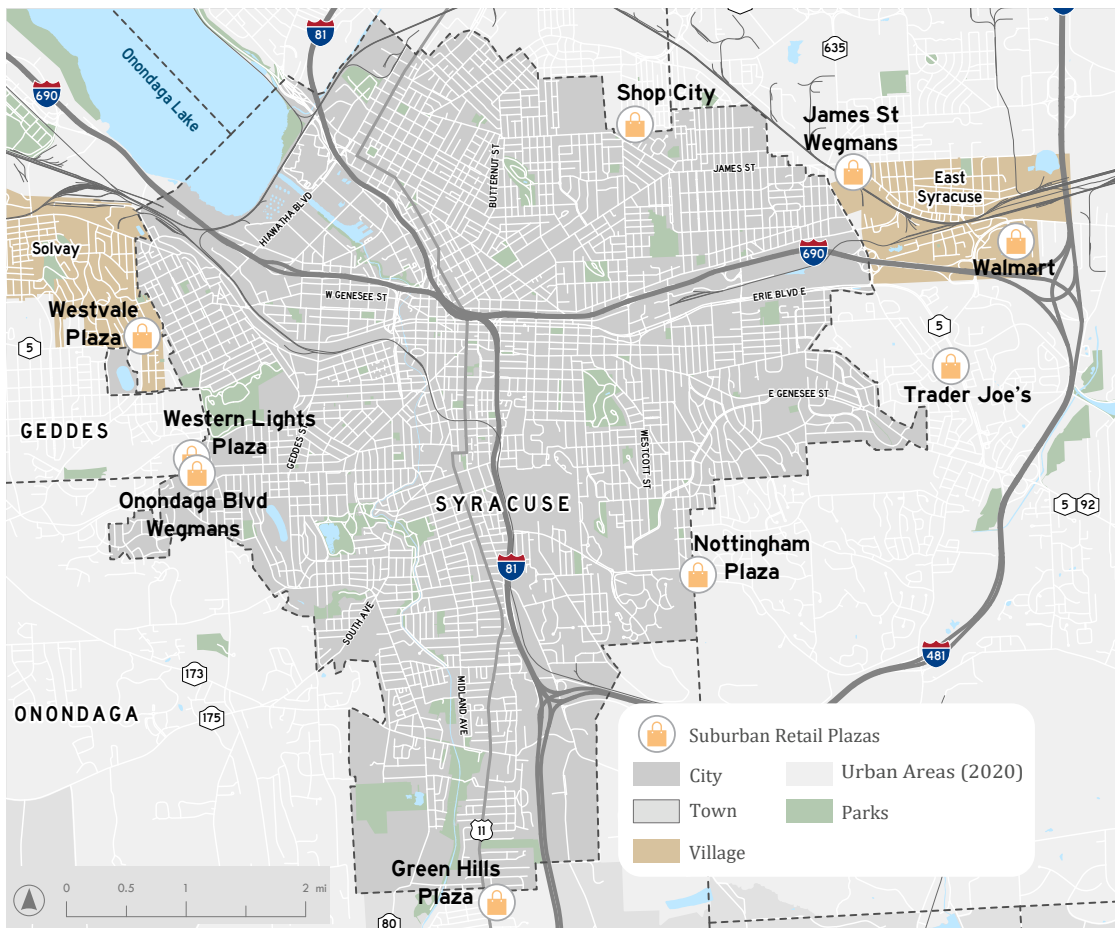 81
635
Onondaga Lake
690
Shop City
James St
Wegmans
BUTTERNUT ST
JAMES ST
East
Syracuse
HIAWATHA BLVD
Solvay
690
Walmart
W GENESEE ST
ERIE BLVD E
Westvale
Plaza
5
5
Trader Joe's
E GENESEE ST
Western Lights
Plaza
GEDDES
GEDDES ST
WESTCOTT ST
Onondaga Blvd
Wegmans
SYRACUSE
5
92
Nottingham
Plaza
81
SOUTH AVE
481
173
MIDLAND AVE
175
ONONDAGA
Suburban Retail Plazas
City
Urban Areas (2020)
Town
Parks
Village
11
Green Hills
Plaza
0
0.5
1
2 mi
80